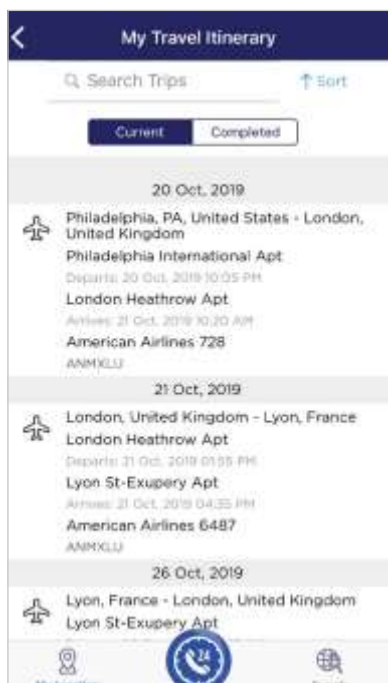 My Travel Itinerary
Search Trips
Sort
Current Completed
20 Oct, 2019
Philadelphia, PA, United States - London,
United Kingdom
Philadelphia International Apt
Departs: 20 Oct, 2019 10:05 PM
London Heathrow Apt
Arrives: 21 Oct, 2019 10:20 AM
American Airlines 728
ANMXLU
21 Oct, 2019
London, United Kingdom - Lyon, France
London Heathrow Apt
Departs: 21 Oct, 2019 01:55 PM
Lyon St-Exupery Apt
Arrives: 21 Oct, 2019 04:35 PM
American Airlines 6487
ANMXLU
26 Oct, 2019
Lyon, France - London, United Kingdom
Lyon St-Exupery Apt
24